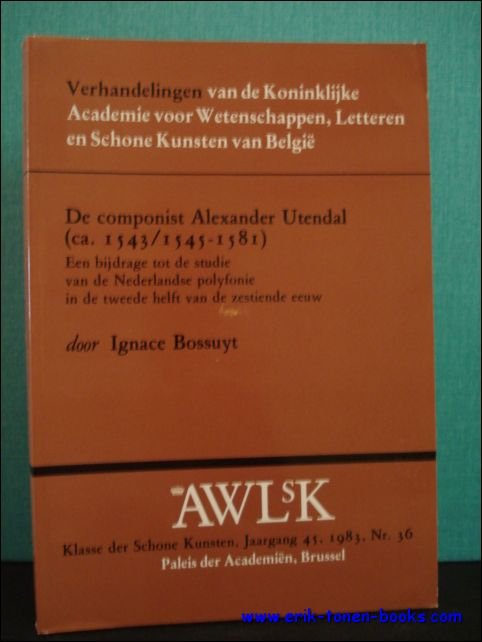 Verhandelingen van de Koninklijke
Academie voor Wetenschappen, Letteren
en Schone Kunsten van België
De componist Alexander Utendal
(ca. 1543/1545-1581)
Een bijdrage tot de studie
van de Nederlandse polyfonie
in de tweede helft van de zestiende eeuw
door Ignace Bossuyt
AWLSK
Klasse der Schone Kunsten, Jaargang 45, 1983, Nr. 36
Paleis der Academiën, Brussel
www.erik-tonen-books.com